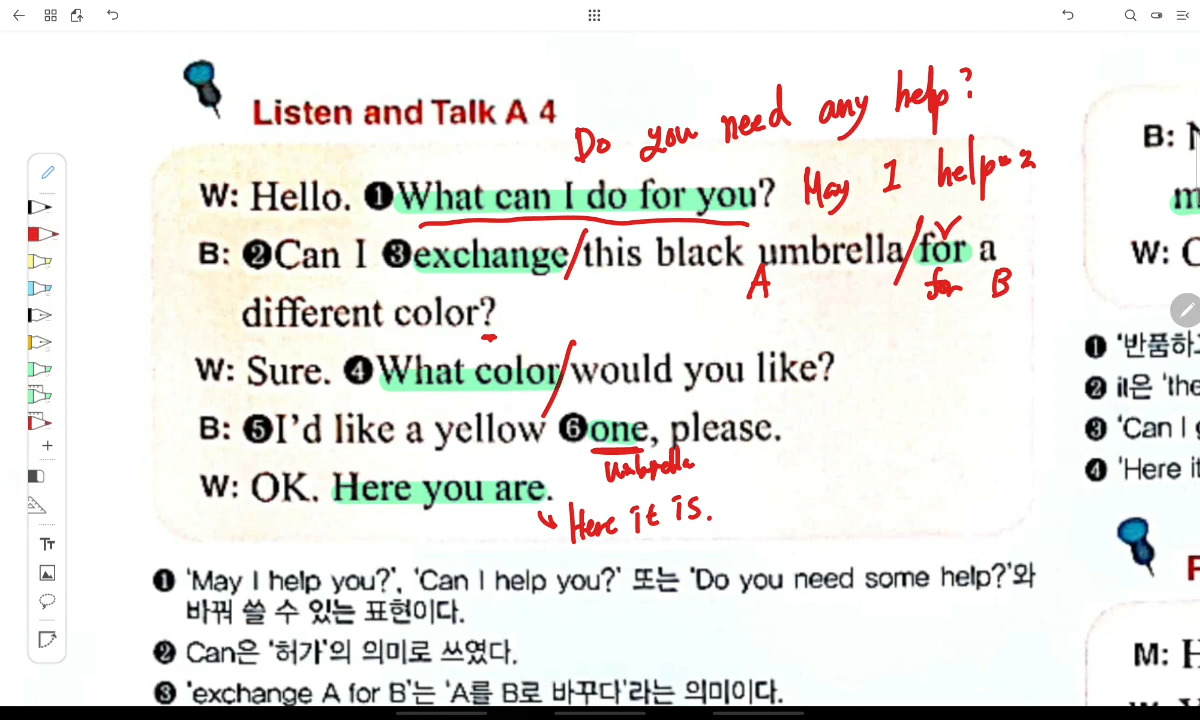 Listen and Talk A 4
Do you need any help?
W: Hello. ❶What can I do for you?
May I help
B: ❷Can I ❸exchange/this black umbrella/for a
A for B
different color?
W: Sure. ❹What color/would you like?
B: ❺I'd like a yellow ❻one, please.
umbrella
W: OK. Here you are.
Here it is.
❶ 'May I help you?', 'Can I help you?' 또는 'Do you need some help?'와
바꿔 쓸 수 있는 표현이다.
❷ Can은 '허가'의 의미로 쓰였다.
❸ 'exchange A for B'는 'A를 B로 바꾸다'라는 의미이다.
B:
m
W: C
❶ '반품하고
❷ it은 'the
❸ 'Can I g
❹ 'Here it
M: H
Tт